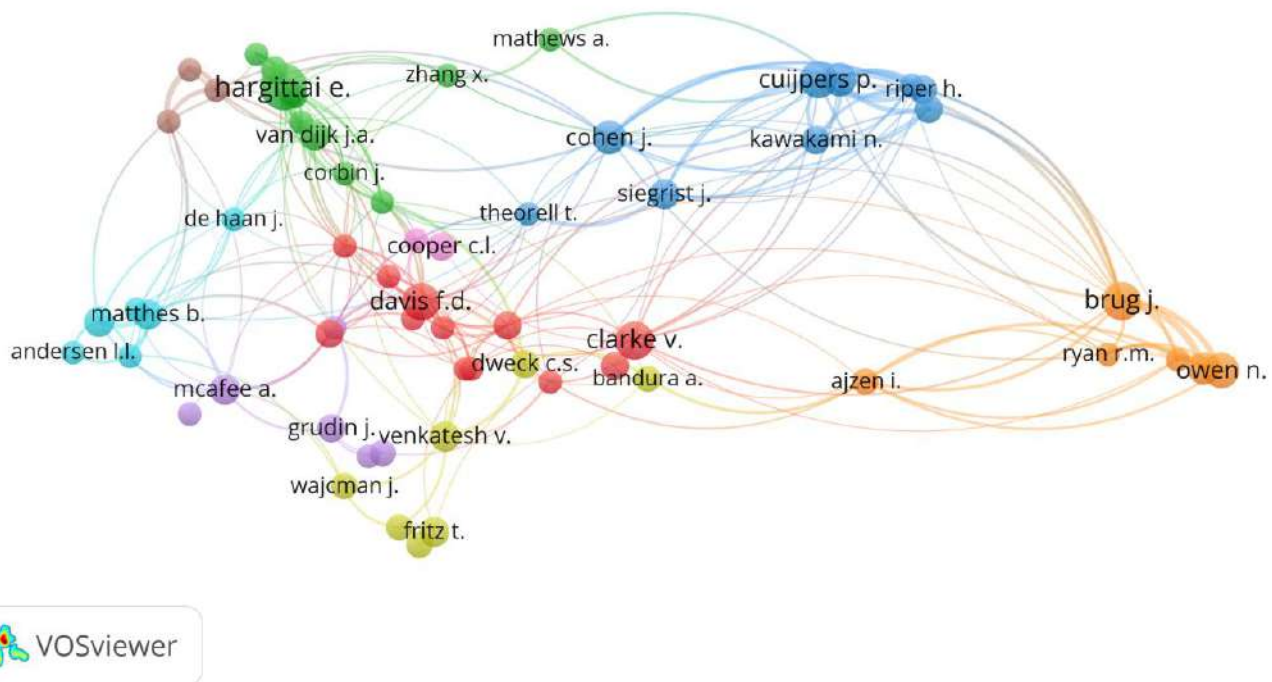 mathews a.
hargittai e.
zhang x.
cuijpers p.
riper h.
van dijk j.a.
cohen j.
kawakami n.
corbin j.
siegrist j.
de haan j.
theorell t.
cooper c.l.
matthes b.
davis f.d.
brug j.
andersen l.l.
clarke v.
ryan r.m.
mcafee a.
dweck c.s.
bandura a.
ajzen i.
owen n.
grudin j.
venkatesh v.
wajcman j.
fritz t.
VOSviewer